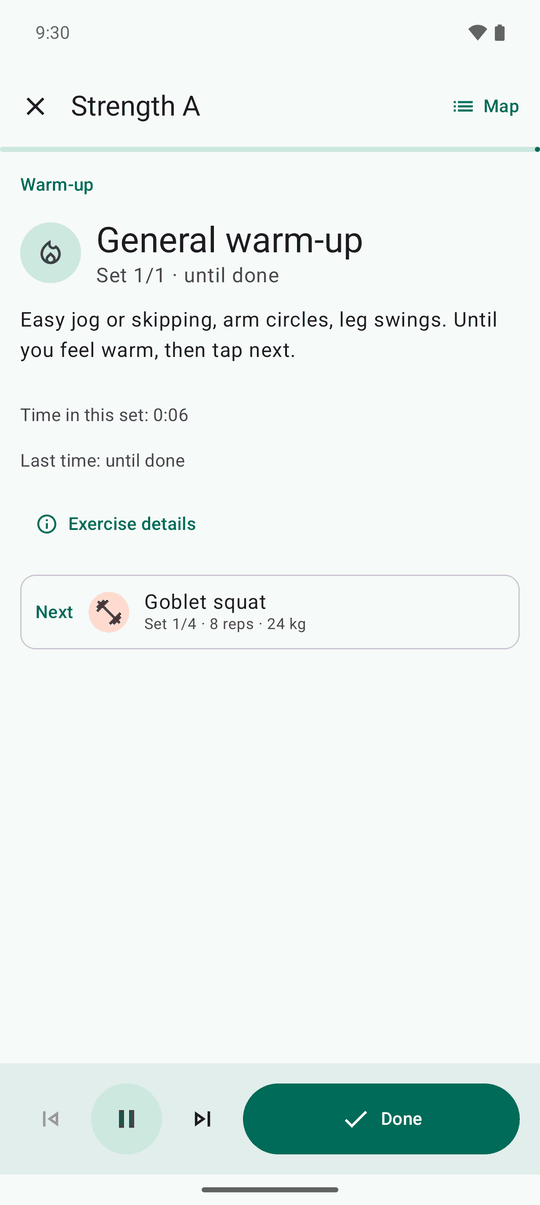 9:30
Strength A
Map
Warm-up
General warm-up
Set 1/1 · until done
Easy jog or skipping, arm circles, leg swings. Until
you feel warm, then tap next.
Time in this set: 0:06
Last time: until done
Exercise details
Next
Goblet squat
Set 1/4 · 8 reps · 24 kg
Done